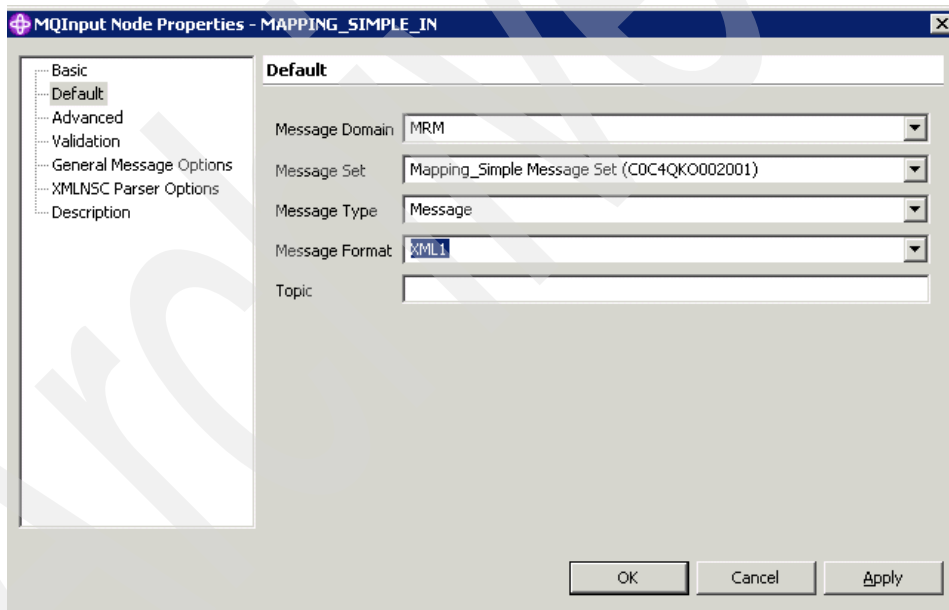 MQInput Node Properties - MAPPING_SIMPLE_IN
Basic
Default
Advanced
Validation
General Message Options
XMLNSC Parser Options
Description
Default
Message Domain MRM
Message Set Mapping_Simple Message Set (C0C4QKO002001)
Message Type Message
Message Format XML1
Topic
OK Cancel Apply